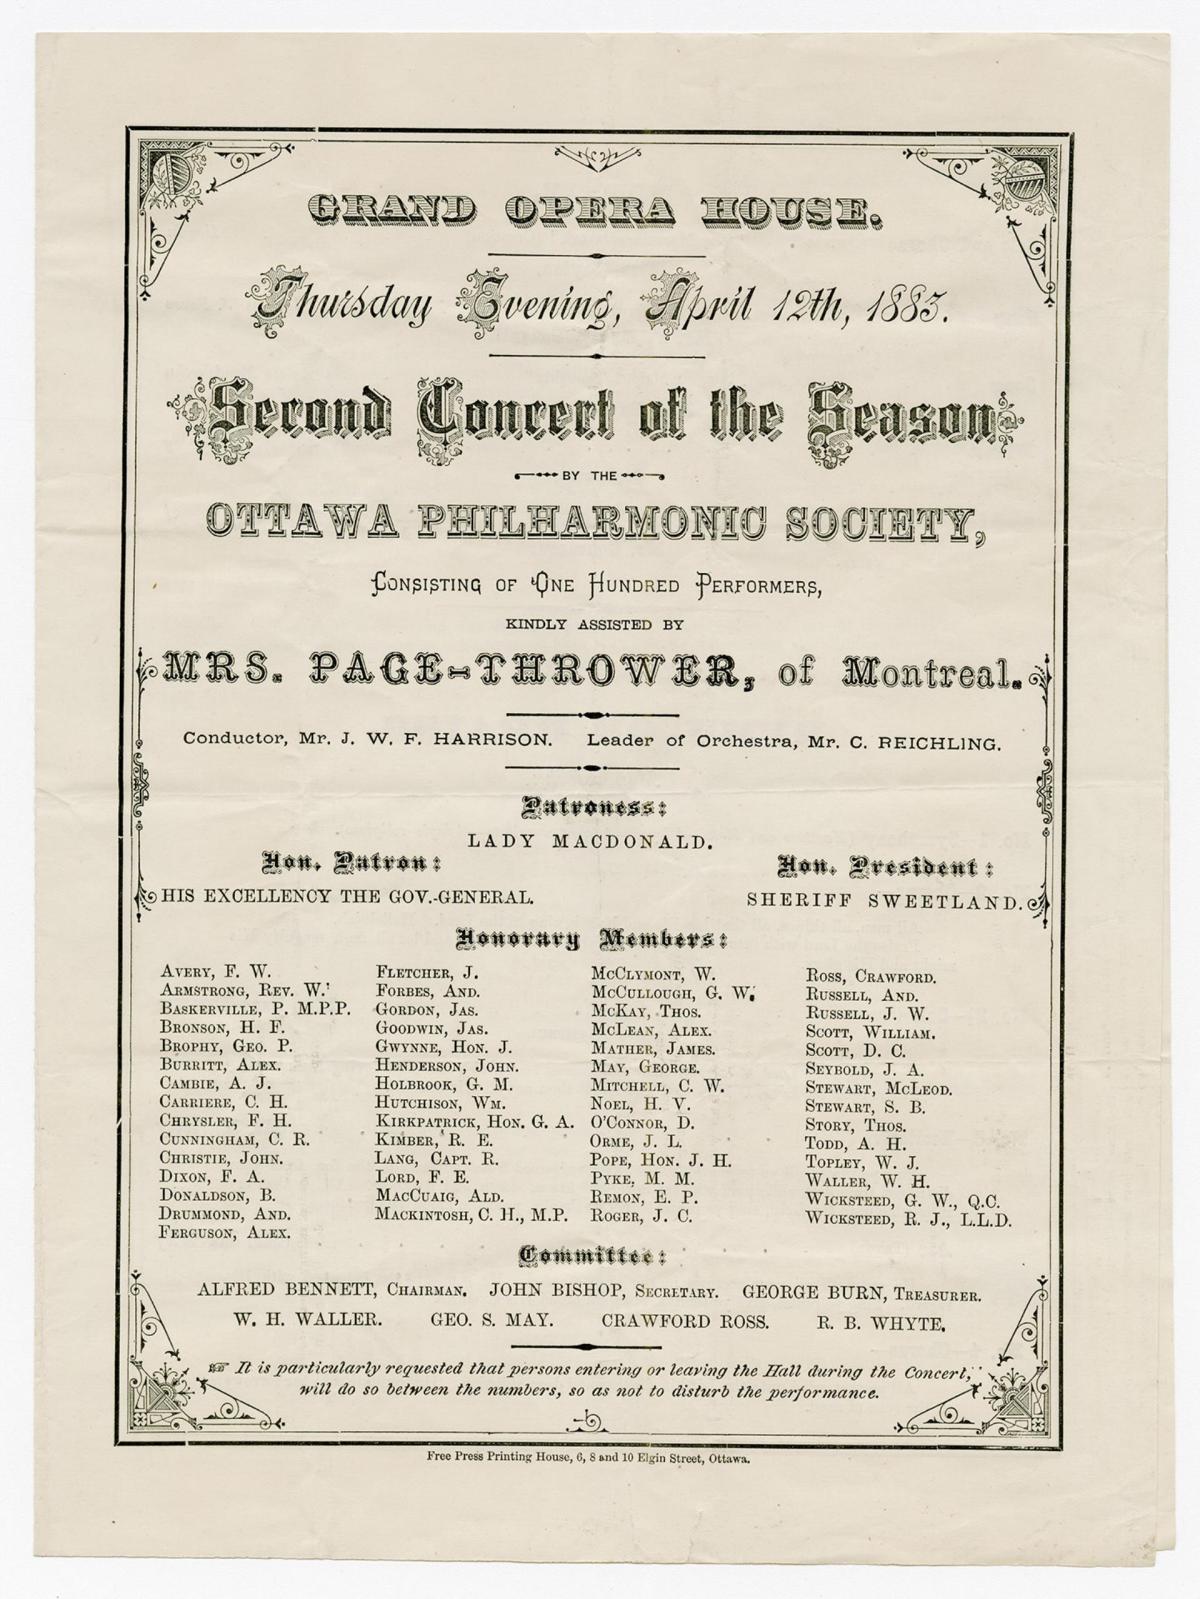 GRAND OPERA HOUSE.
Thursday Evening, April 12th, 1883.
Second Concert of the Season
BY THE
OTTAWA PHILHARMONIC SOCIETY,
CONSISTING OF ONE HUNDRED PERFORMERS,
KINDLY ASSISTED BY
MRS. PAGE-THROWER, of Montreal.
Conductor, Mr. J. W. F. HARRISON. Leader of Orchestra, Mr. C. REICHLING.
Patroness:
LADY MACDONALD.
Hon. Patron:
HIS EXCELLENCY THE GOV.-GENERAL.
Hon. President:
SHERIFF SWEETLAND.
Honorary Members:
AVERY, F. W.
ARMSTRONG, REV. W.
BASKERVILLE, P. M.P.P.
BRONSON, H. F.
BROPHY, GEO. P.
BURRITT, ALEX.
CAMBIE, A. J.
CARRIERE, C. H.
CHRYSLER, F. H.
CUNNINGHAM, C. R.
CHRISTIE, JOHN.
DIXON, F. A.
DONALDSON, B.
DRUMMOND, AND.
FERGUSON, ALEX.
FLETCHER, J.
FORBES, AND.
GORDON, JAS.
GOODWIN, JAS.
GWYNNE, HON. J.
HENDERSON, JOHN.
HOLBROOK, G. M.
HUTCHISON, WM.
KIRKPATRICK, HON. G. A.
KIMBER, R. E.
LANG, CAPT. R.
LORD, F. E.
MACCUAIG, ALD.
MACKINTOSH, C. H., M.P.
MCCLYMONT, W.
MCCULLOUGH, G. W.
MCKAY, THOS.
MCLEAN, ALEX.
MATHER, JAMES.
MAY, GEORGE.
MITCHELL, C. W.
NOEL, H. V.
O'CONNOR, D.
ORME, J. L.
POPE, HON. J. H.
PYKE, M. M.
REMON, E. P.
ROGER, J. C.
ROSS, CRAWFORD.
RUSSELL, AND.
RUSSELL, J. W.
SCOTT, WILLIAM.
SCOTT, D. C.
SEYBOLD, J. A.
STEWART, MCLEOD.
STEWART, S. B.
STORY, THOS.
TODD, A. H.
TOPLEY, W. J.
WALLER, W. H.
WICKSTEED, G. W., Q.C.
WICKSTEED, R. J., L.L.D.
Committee:
ALFRED BENNETT, CHAIRMAN. JOHN BISHOP, SECRETARY. GEORGE BURN, TREASURER.
W. H. WALLER. GEO. S. MAY. CRAWFORD ROSS. R. B. WHYTE.
☞ It is particularly requested that persons entering or leaving the Hall during the Concert,
will do so between the numbers, so as not to disturb the performance.
Free Press Printing House, 6, 8 and 10 Elgin Street, Ottawa.